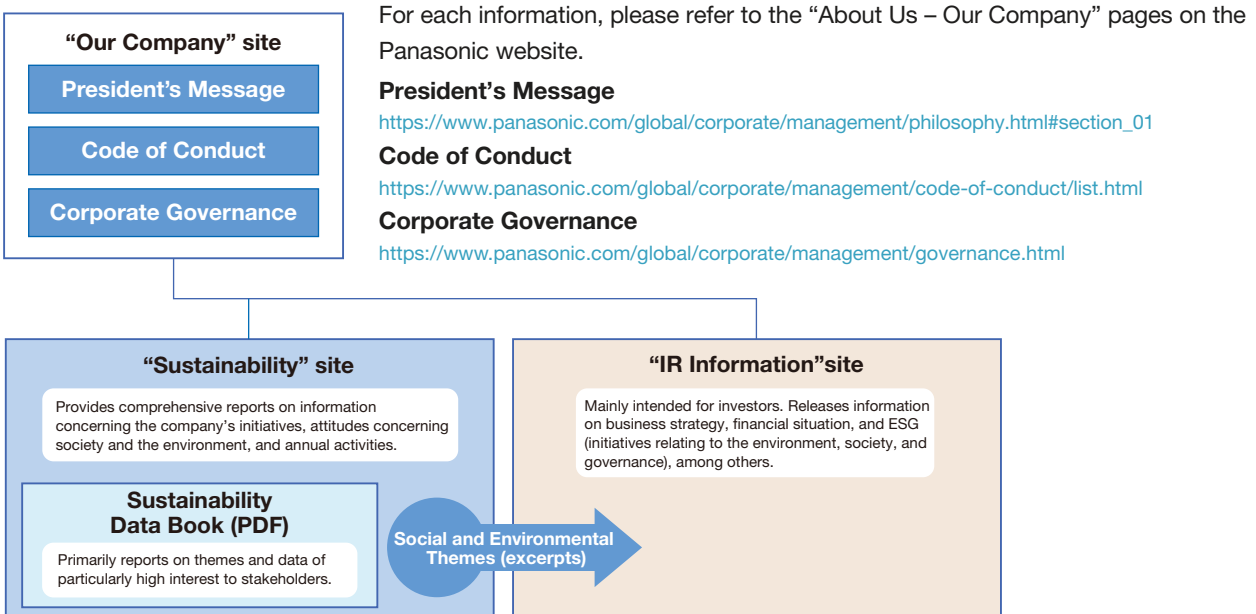 “Our Company” site
President’s Message
Code of Conduct
Corporate Governance
For each information, please refer to the “About Us – Our Company” pages on the
Panasonic website.
President’s Message
https://www.panasonic.com/global/corporate/management/philosophy.html#section_01
Code of Conduct
https://www.panasonic.com/global/corporate/management/code-of-conduct/list.html
Corporate Governance
https://www.panasonic.com/global/corporate/management/governance.html
“Sustainability” site
Provides comprehensive reports on information
concerning the company’s initiatives, attitudes concerning
society and the environment, and annual activities.
Sustainability
Data Book (PDF)
Primarily reports on themes and data of
particularly high interest to stakeholders.
Social and Environmental
Themes (excerpts)
“IR Information”site
Mainly intended for investors. Releases information
on business strategy, financial situation, and ESG
(initiatives relating to the environment, society, and
governance), among others.